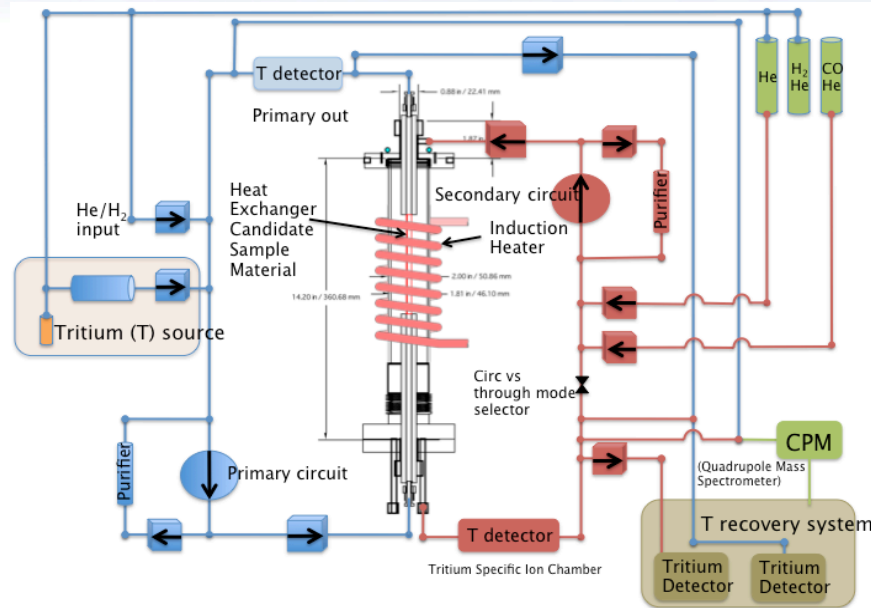 T detector
Primary out
0.88 in / 22.41 mm
1.87 in
He
H2
He
CO
He
Heat
Exchanger
Candidate
Sample
Material
Secondary circuit
Purifier
He/H2
input
Induction
Heater
2.00 in / 50.86 mm
1.81 in / 46.10 mm
14.20 in / 360.68 mm
Tritium (T) source
Circ vs
through mode
selector
Purifier
Primary circuit
CPM
(Quadrupole Mass
Spectrometer)
T recovery system
T detector
Tritium Specific Ion Chamber
Tritium
Detector
Tritium
Detector